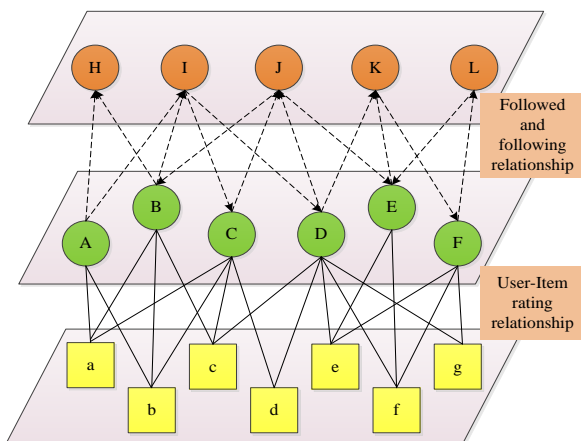 H I J K L
Followed
and
following
relationship
B E
A C D F
User-Item
rating
relationship
a c e g
b d f